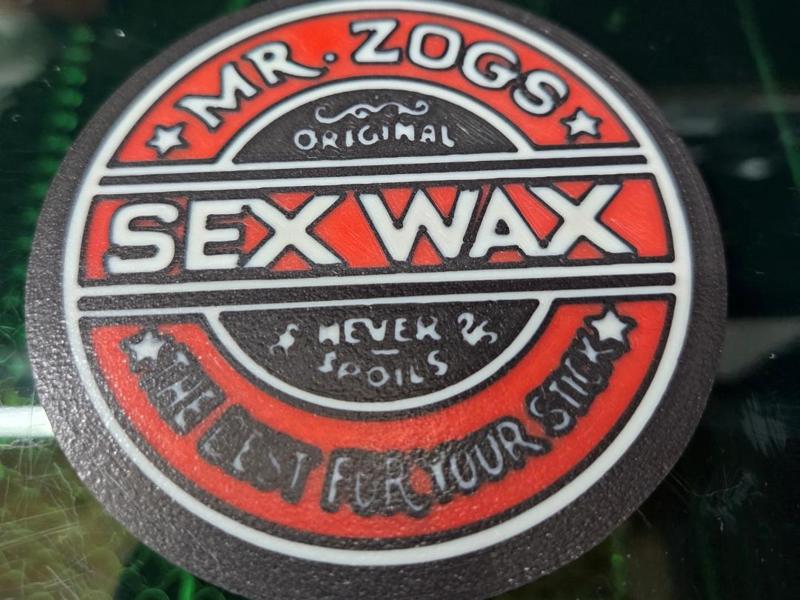 MR. ZOGS
ORIGINAL
SEX WAX
NEVER
SPOILS
THE BEST FOR YOUR STICK